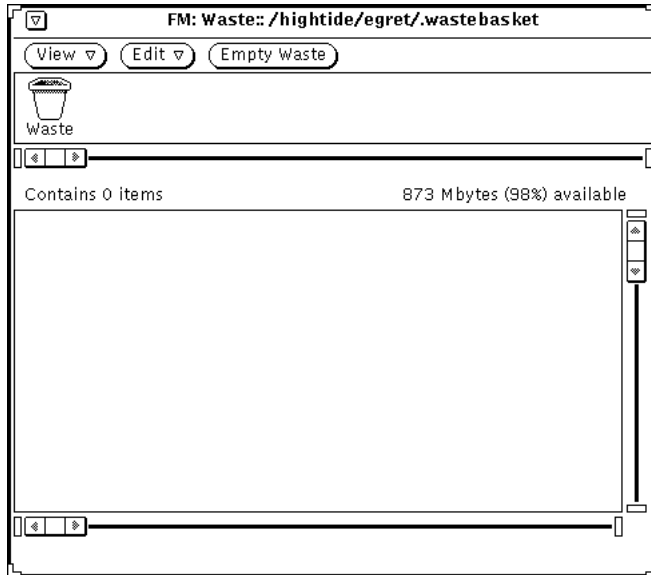 FM: Waste:: /hightide/egret/.wastebasket
View Edit Empty Waste
Waste
Contains 0 items 873 Mbytes (98%) available